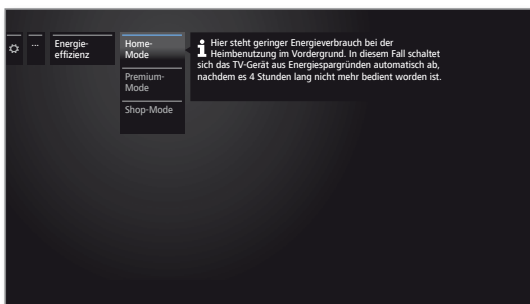 ...
Energie-
effizienz
Home-
Mode
Premium-
Mode
Shop-Mode
Hier steht geringer Energieverbrauch bei der
Heimbenutzung im Vordergrund. In diesem Fall schaltet
sich das TV-Gerät aus Energiespargründen automatisch ab,
nachdem es 4 Stunden lang nicht mehr bedient worden ist.